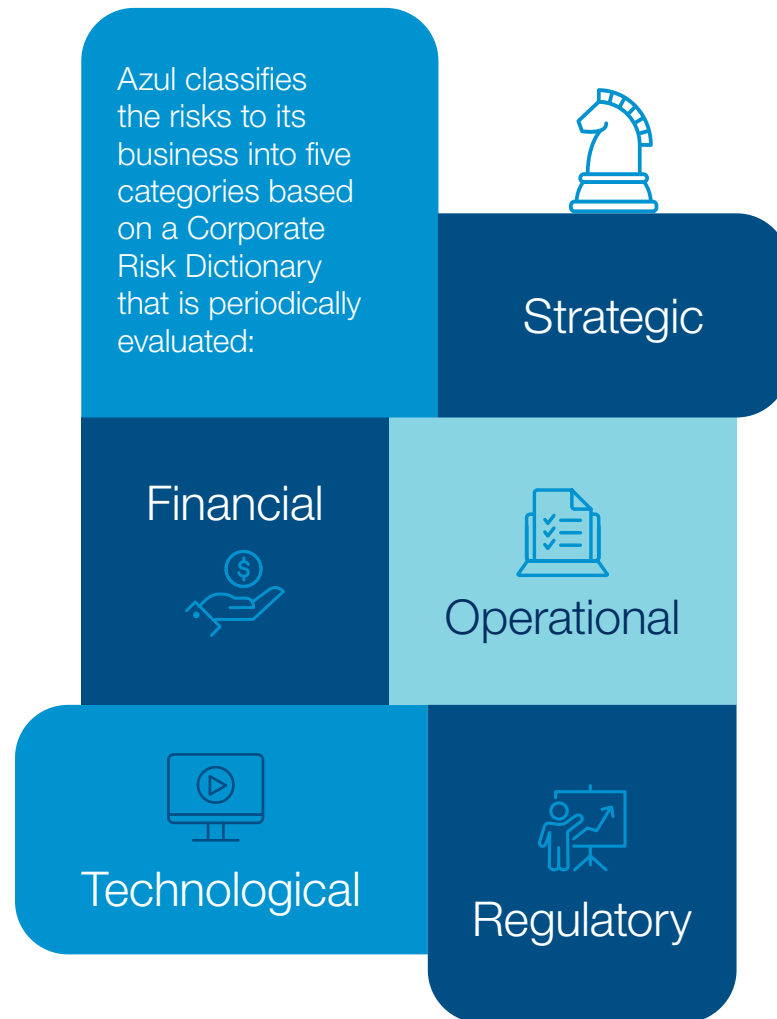 Azul classifies
the risks to its
business into five
categories based
on a Corporate
Risk Dictionary
that is periodically
evaluated:
Strategic
Financial
$
Operational
Technological
Regulatory